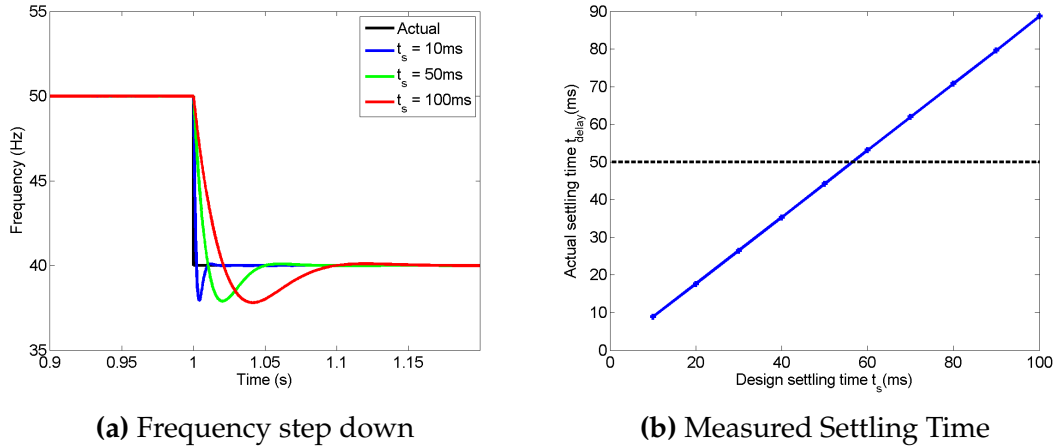 55
50
45
40
35
Frequency (Hz)
0.9
0.95
1
1.05
1.1
1.15
Time (s)
Actual
t_s = 10ms
t_s = 50ms
t_s = 100ms
(a) Frequency step down
90
80
70
60
50
40
30
20
10
0
Actual settling time t_delay(ms)
0
20
40
60
80
100
Design settling time t_s(ms)
(b) Measured Settling Time